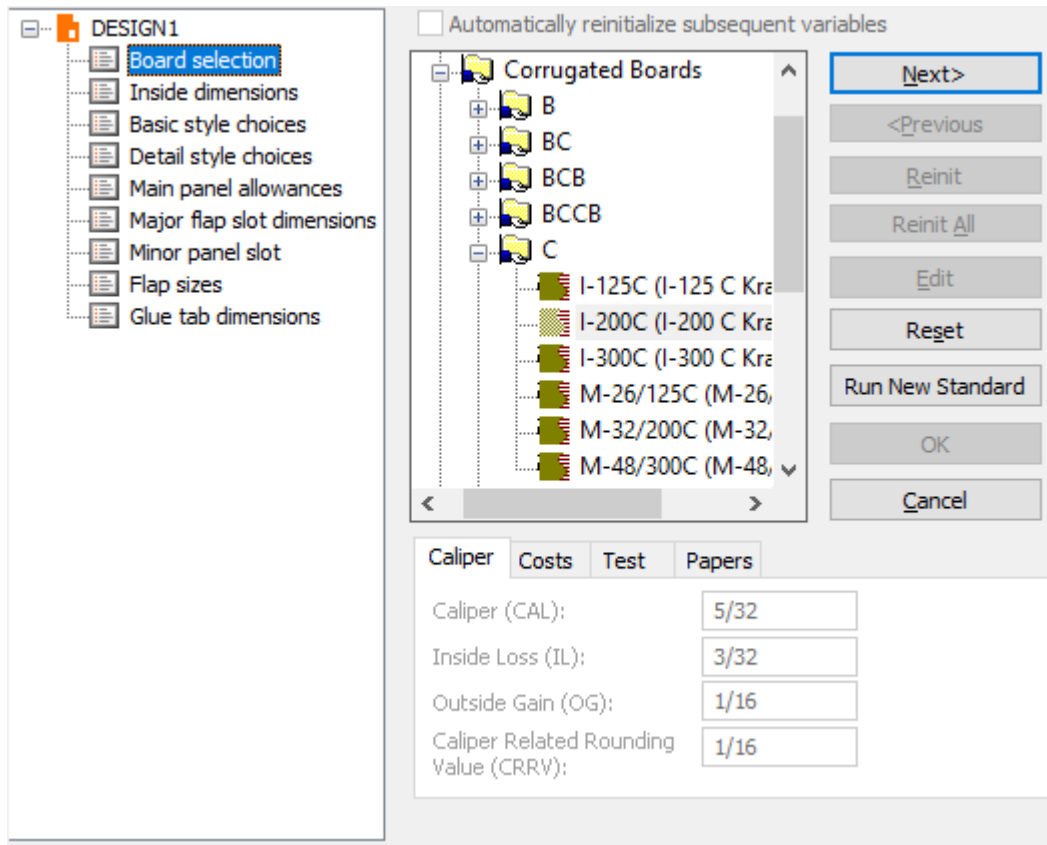 DESIGN1
Board selection
Inside dimensions
Basic style choices
Detail style choices
Main panel allowances
Major flap slot dimensions
Minor panel slot
Flap sizes
Glue tab dimensions
Automatically reinitialize subsequent variables
Corrugated Boards
B
BC
BCB
BCCB
C
I-125C (I-125 C Kra
I-200C (I-200 C Kra
I-300C (I-300 C Kra
M-26/125C (M-26/
M-32/200C (M-32/
M-48/300C (M-48/
Next>
<Previous
Reinit
Reinit All
Edit
Reset
Run New Standard
OK
Cancel
Caliper Costs Test Papers
Caliper (CAL): 5/32
Inside Loss (IL): 3/32
Outside Gain (OG): 1/16
Caliper Related Rounding
Value (CRRV): 1/16